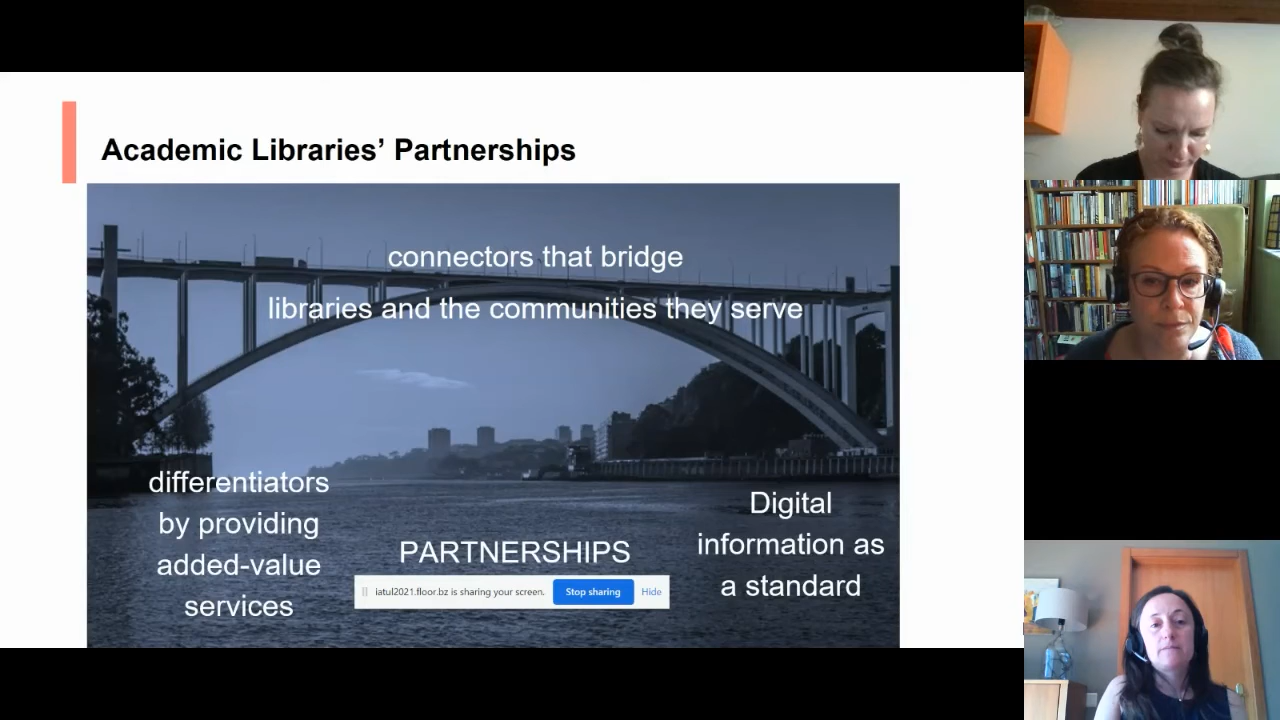 Academic Libraries’ Partnerships
connectors that bridge
libraries and the communities they serve
differentiators
by providing
added-value
services
PARTNERSHIPS
Digital
information as
a standard
iatul2021.floor.bz is sharing your screen. Stop sharing Hide